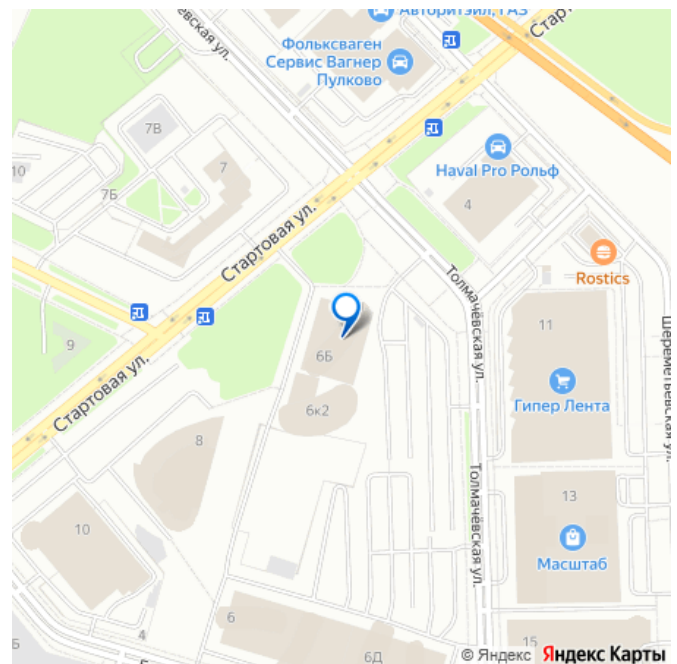 Авторитэйл, ГАЗ
Фольксваген
Сервис Вагнер
Пулково
7В
10
7Б
7
Haval Pro Рольф
4
Стартовая ул.
Rostics
Толмачёвская ул.
11
Шереметьевская ул.
9
6Б
Гипер Лента
Стартовая ул.
6к2
8
Толмачёвская ул.
13
10
Масштаб
6
4
15
6Д
© Яндекс Яндекс Карты